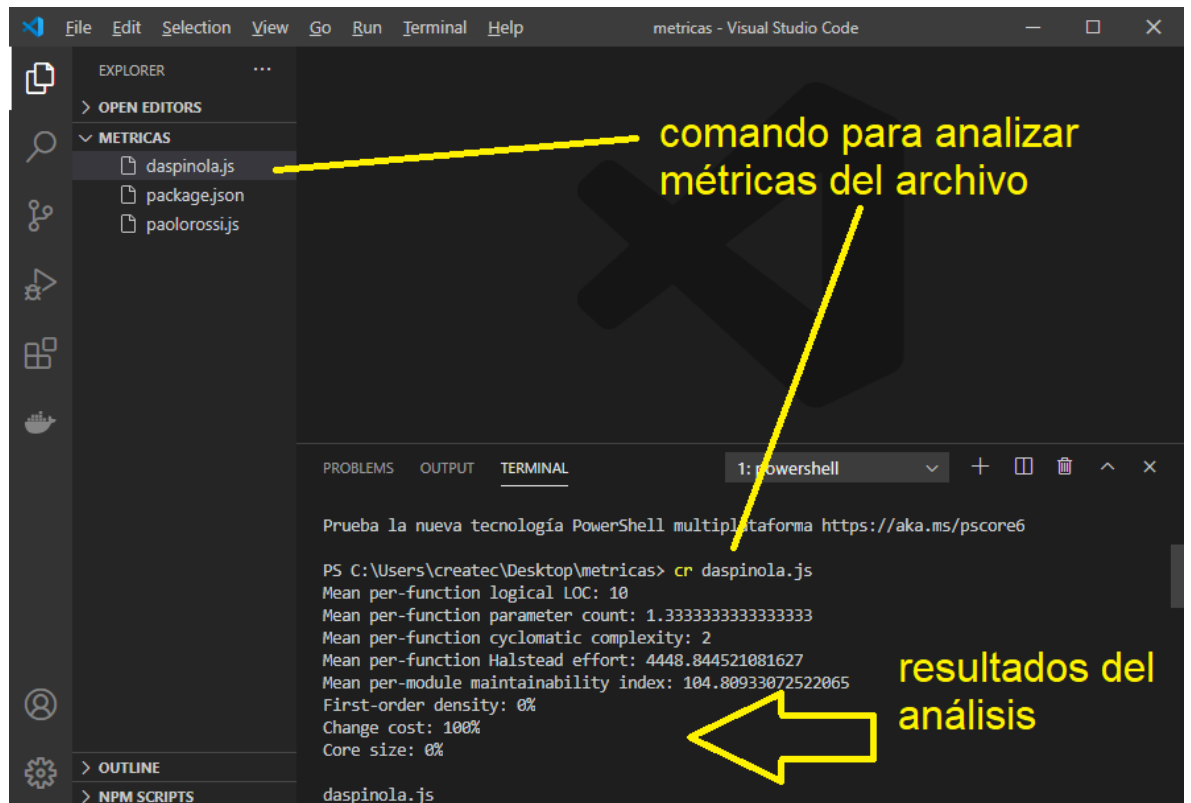 File Edit Selection View Go Run Terminal Help metricas - Visual Studio Code
EXPLORER
OPEN EDITORS
METRICAS
daspinola.js
package.json
paolorossi.js
comando para analizar
métricas del archivo
PROBLEMS OUTPUT TERMINAL 1: powershell
Prueba la nueva tecnología PowerShell multiplataforma https://aka.ms/pscore6
PS C:\Users\createc\Desktop\metricas> cr daspinola.js
Mean per-function logical LOC: 10
Mean per-function parameter count: 1.3333333333333333
Mean per-function cyclomatic complexity: 2
Mean per-function Halstead effort: 4448.844521081627
Mean per-module maintainability index: 104.80933072522065
First-order density: 0%
Change cost: 100%
Core size: 0%
resultados del
análisis
daspinola.js
OUTLINE
NPM SCRIPTS